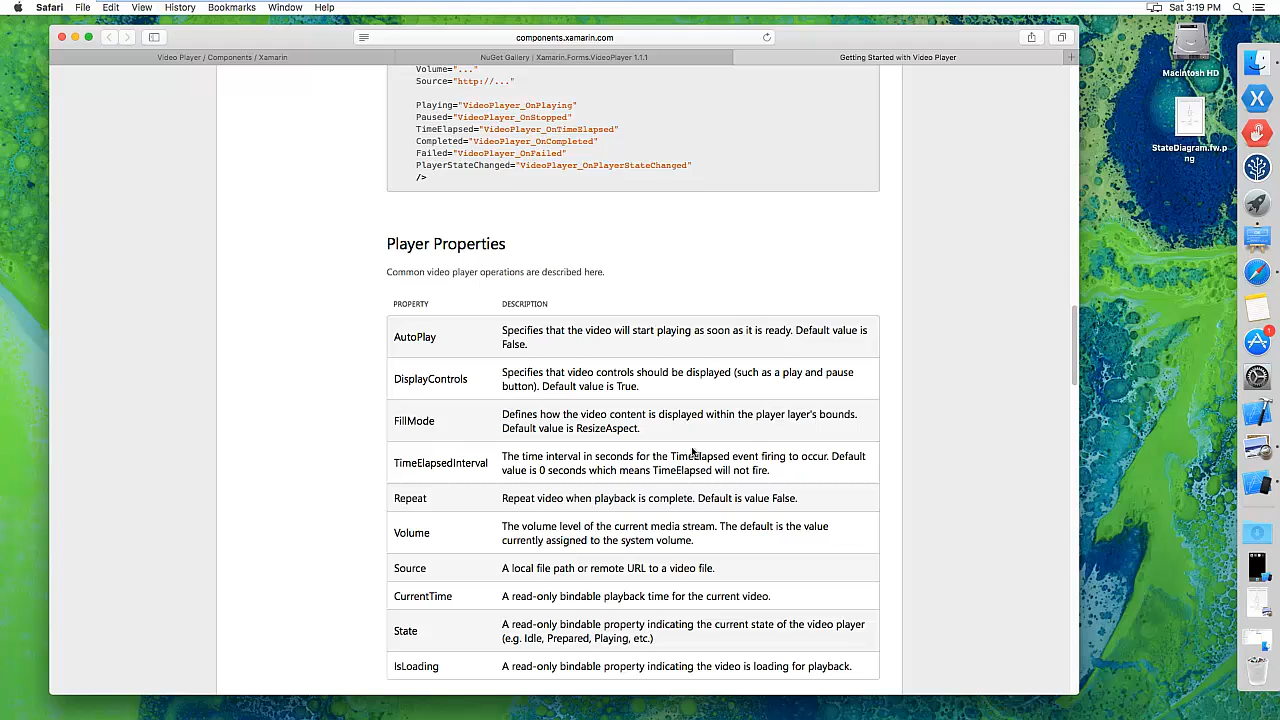 Safari File Edit View History Bookmarks Window Help Sat 3:19 PM
components.xamarin.com
Video Player / Components / Xamarin
NuGet Gallery | Xamarin.Forms.VideoPlayer 1.1.1
Getting Started with Video Player
Volume="..."
Source="http://..."
Playing="VideoPlayer_OnPlaying"
Paused="VideoPlayer_OnStopped"
TimeElapsed="VideoPlayer_OnTimeElapsed"
Completed="VideoPlayer_OnCompleted"
Failed="VideoPlayer_OnFailed"
PlayerStateChanged="VideoPlayer_OnPlayerStateChanged"
/>
Player Properties
Common video player operations are described here.
PROPERTY DESCRIPTION
AutoPlay
Specifies that the video will start playing as soon as it is ready. Default value is
False.
DisplayControls
Specifies that video controls should be displayed (such as a play and pause
button). Default value is True.
FillMode
Defines how the video content is displayed within the player layer's bounds.
Default value is ResizeAspect.
TimeElapsedInterval
The time interval in seconds for the TimeElapsed event firing to occur. Default
value is 0 seconds which means TimeElapsed will not fire.
Repeat
Repeat video when playback is complete. Default is value False.
Volume
The volume level of the current media stream. The default is the value
currently assigned to the system volume.
Source
A local file path or remote URL to a video file.
CurrentTime
A read-only bindable playback time for the current video.
State
A read-only bindable property indicating the current state of the video player
(e.g. Idle, Prepared, Playing, etc.)
IsLoading
A read-only bindable property indicating the video is loading for playback.
Macintosh HD
StateDiagram.fw.p
ng
1